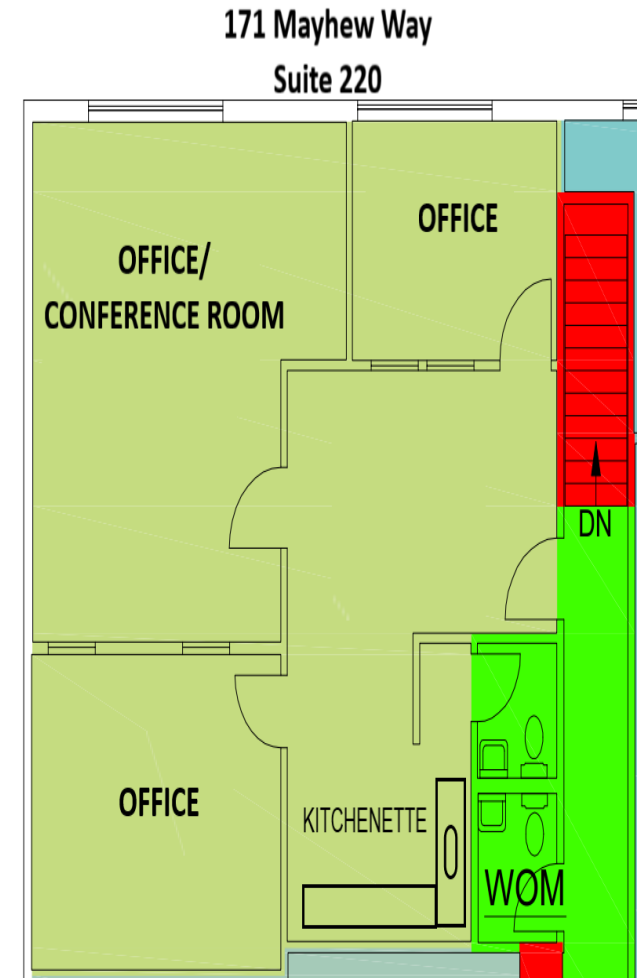 171 Mayhew Way
Suite 220
OFFICE/
CONFERENCE ROOM
OFFICE
DN
OFFICE
KITCHENETTE
WOM